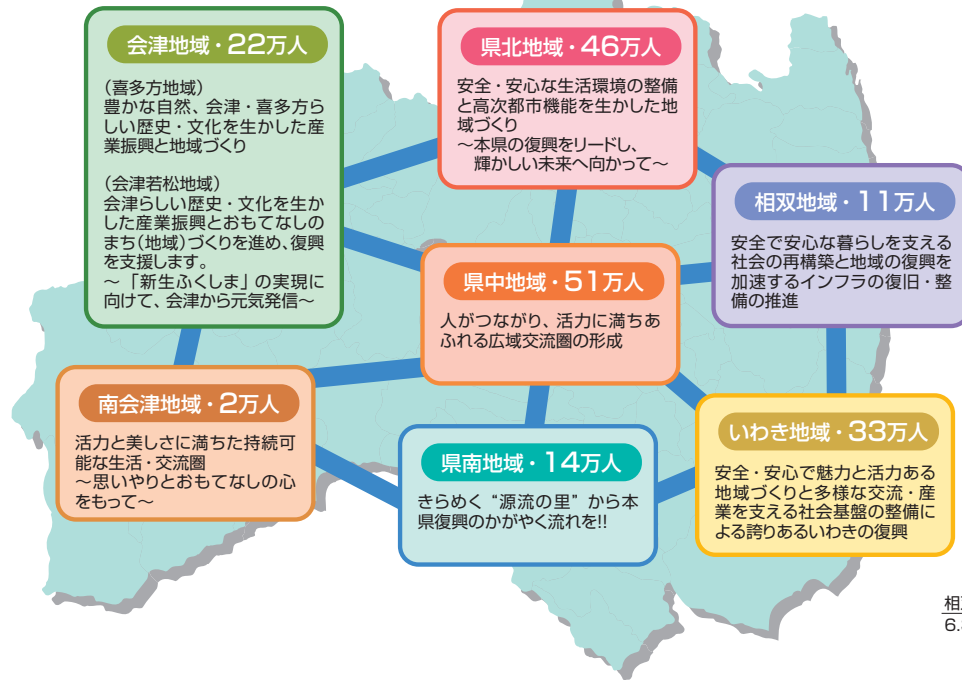 会津地域・22万人
(喜多方地域)
豊かな自然、会津・喜多方ら
しい歴史・文化を生かした産
業振興と地域づくり
(会津若松地域)
会津らしい歴史・文化を生か
した産業振興とおもてなしの
まち(地域)づくりを進め、復興
を支援します。
〜「新生ふくしま」の実現に
向けて、会津から元気発信〜
県北地域・46万人
安全・安心な生活環境の整備
と高次都市機能を生かした地
域づくり
〜本県の復興をリードし、
輝かしい未来へ向かって〜
相双地域・11万人
安全で安心な暮らしを支える
社会の再構築と地域の復興を
加速するインフラの復旧・整
備の推進
県中地域・51万人
人がつながり、活力に満ちあ
ふれる広域交流圏の形成
南会津地域・2万人
活力と美しさに満ちた持続可
能な生活・交流圏
〜思いやりとおもてなしの心
をもって〜
県南地域・14万人
きらめく“源流の里”から本
県復興のかがやく流れを!!
いわき地域・33万人
安全・安心で魅力と活力ある
地域づくりと多様な交流・産
業を支える社会基盤の整備に
よる誇りあるいわきの復興
相
6.